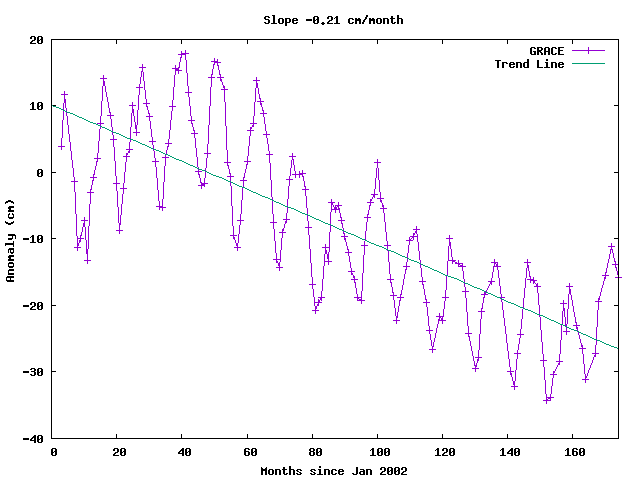 Slope -0.21 cm/month
GRACE
Trend Line
20
10
0
-10
-20
-30
-40
Anomaly (cm)
0 20 40 60 80 100 120 140 160
Months since Jan 2002